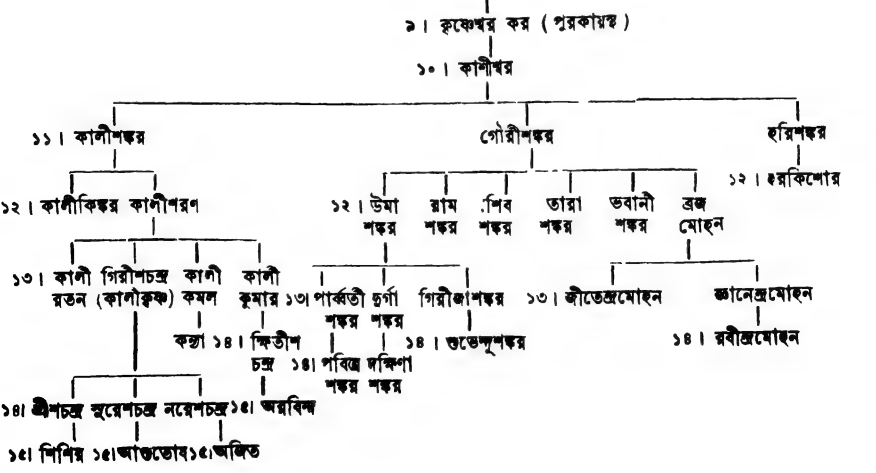 ৯। কৃষ্ণেশ্বর কর (পুরকায়স্থ)
১০। কাশীশ্বর
১১। কালীশঙ্কর গৌরীশঙ্কর হরিশঙ্কর
১২। কালীকিঙ্কর কালীশরণ ১২। উমা রাম শিব তারা ভবানী ব্রজ ১২। হরকিশোর
শঙ্কর শঙ্কর শঙ্কর শঙ্কর শঙ্কর মোহন
১৩। কালী গিরীশচন্দ্র কালী কালী
রতন (কালীকৃষ্ণ) কমল কুমার ১৩। পার্ব্বতী দুর্গা গিরীজাশঙ্কর ১৩। জীতেন্দ্রমোহন জ্ঞানেন্দ্রমোহন
শঙ্কর শঙ্কর
কন্যা ১৪। ক্ষিতীশ ১৪। শুভেন্দুশঙ্কর ১৪। রবীন্দ্রমোহন
চন্দ্র ১৪। পবিত্র দক্ষিণা
শঙ্কর শঙ্কর
১৪। শ্রীশচন্দ্র সুরেশচন্দ্র নরেশচন্দ্র ১৫। অরবিন্দ
১৫। শিশির ১৫। আশুতোষ ১৫। অজিত